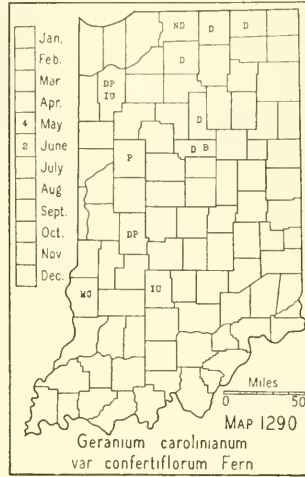 Jan.
Feb.
Mar
Apr.
4 May
2 June
July
Aug
Sept.
Oct.
Nov
Dec.
ND D D
D
DP
IU
D
D B
P
DP
MO IU
Miles
0 50
MAP 1290
Geranium carolinianum
var confertiflorum Fern